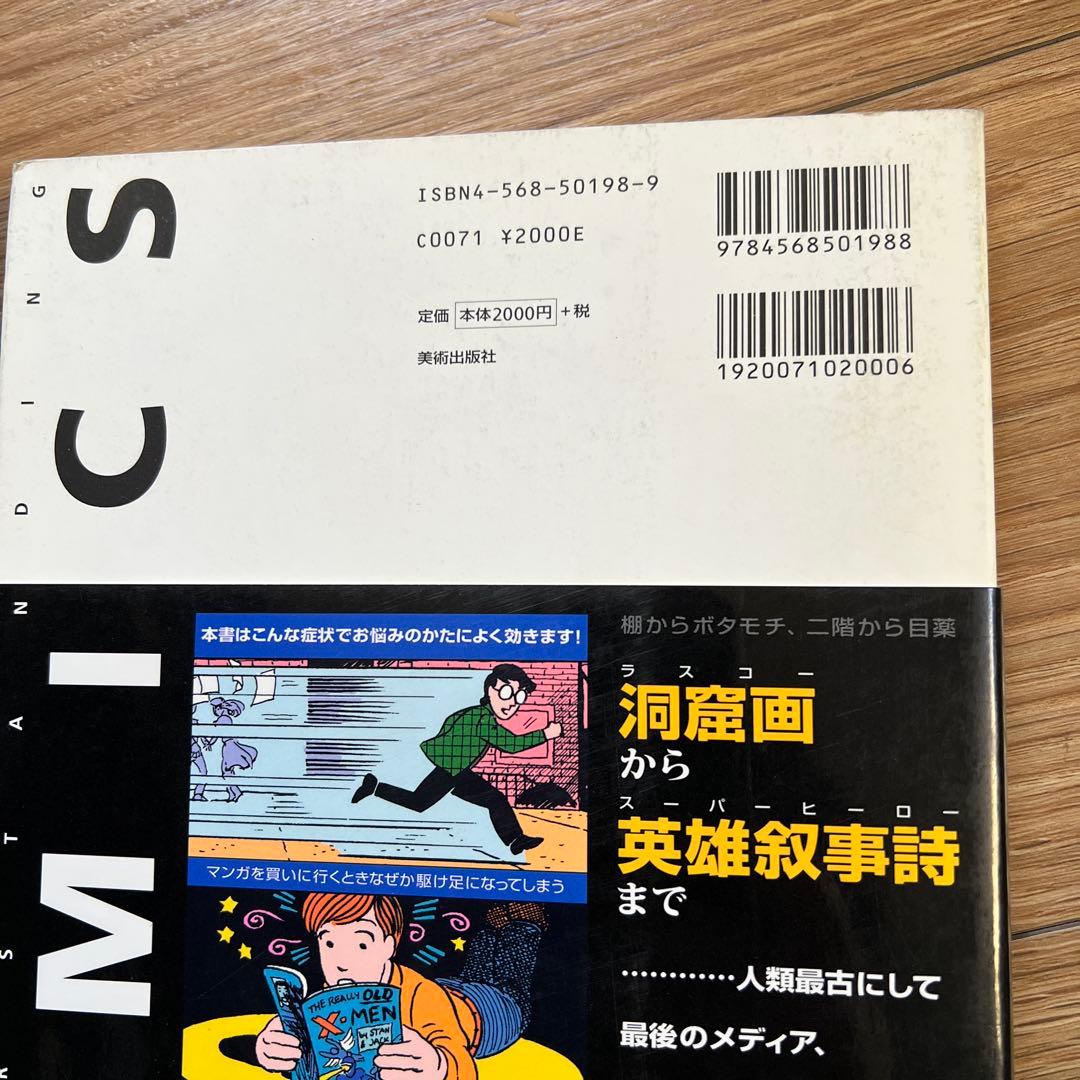 ISBN4-568-50198-9
C0071 ¥2000E
9784568501988
定価 本体2000円 +税
美術出版社
1920071020006
RSTANDING
MICS
本書はこんな症状でお悩みのかたによく効きます!
マンガを買いに行くときなぜか駆け足になってしまう
THE REALLY OLD
X-MEN
by STAN
& JACK
棚からボタモチ、二階から目薬
ラスコー
洞窟画
から
スーパーヒーロー
英雄叙事詩
まで
…………人類最古にして
最後のメディア、